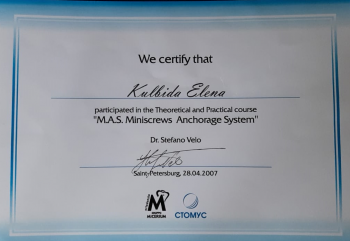 We certify that
Kulbida Elena
participated in the Theoretical and Practical course
"M.A.S. Miniscrews Anchorage System"
Dr. Stefano Velo
Saint-Petersburg, 28.04.2007
СТОМУС